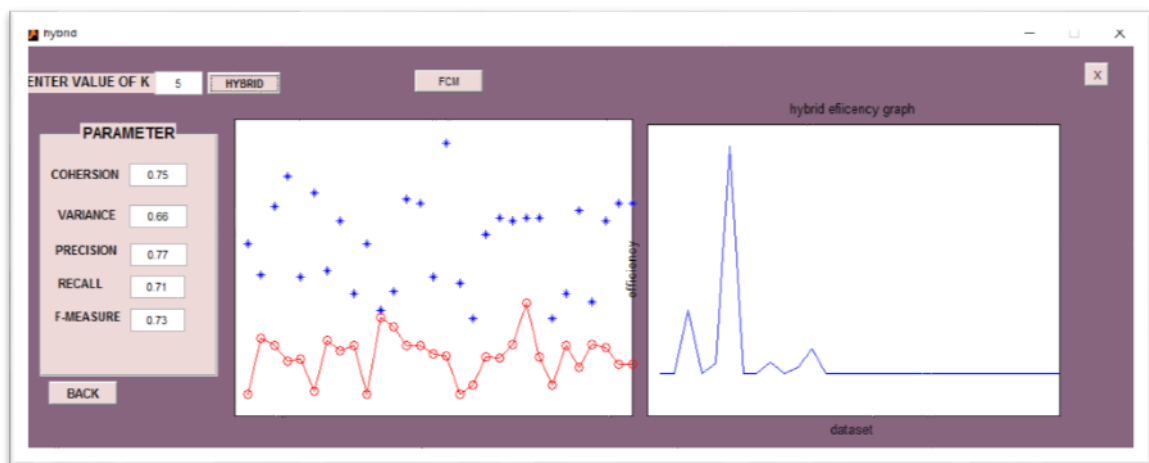 hybrid
ENTER VALUE OF K 5 HYBRID FCM X
hybrid efiicency graph
PARAMETER
COHERSION 0.75
VARIANCE 0.66
PRECISION 0.77
RECALL 0.71
F-MEASURE 0.73
BACK
efficiency
dataset